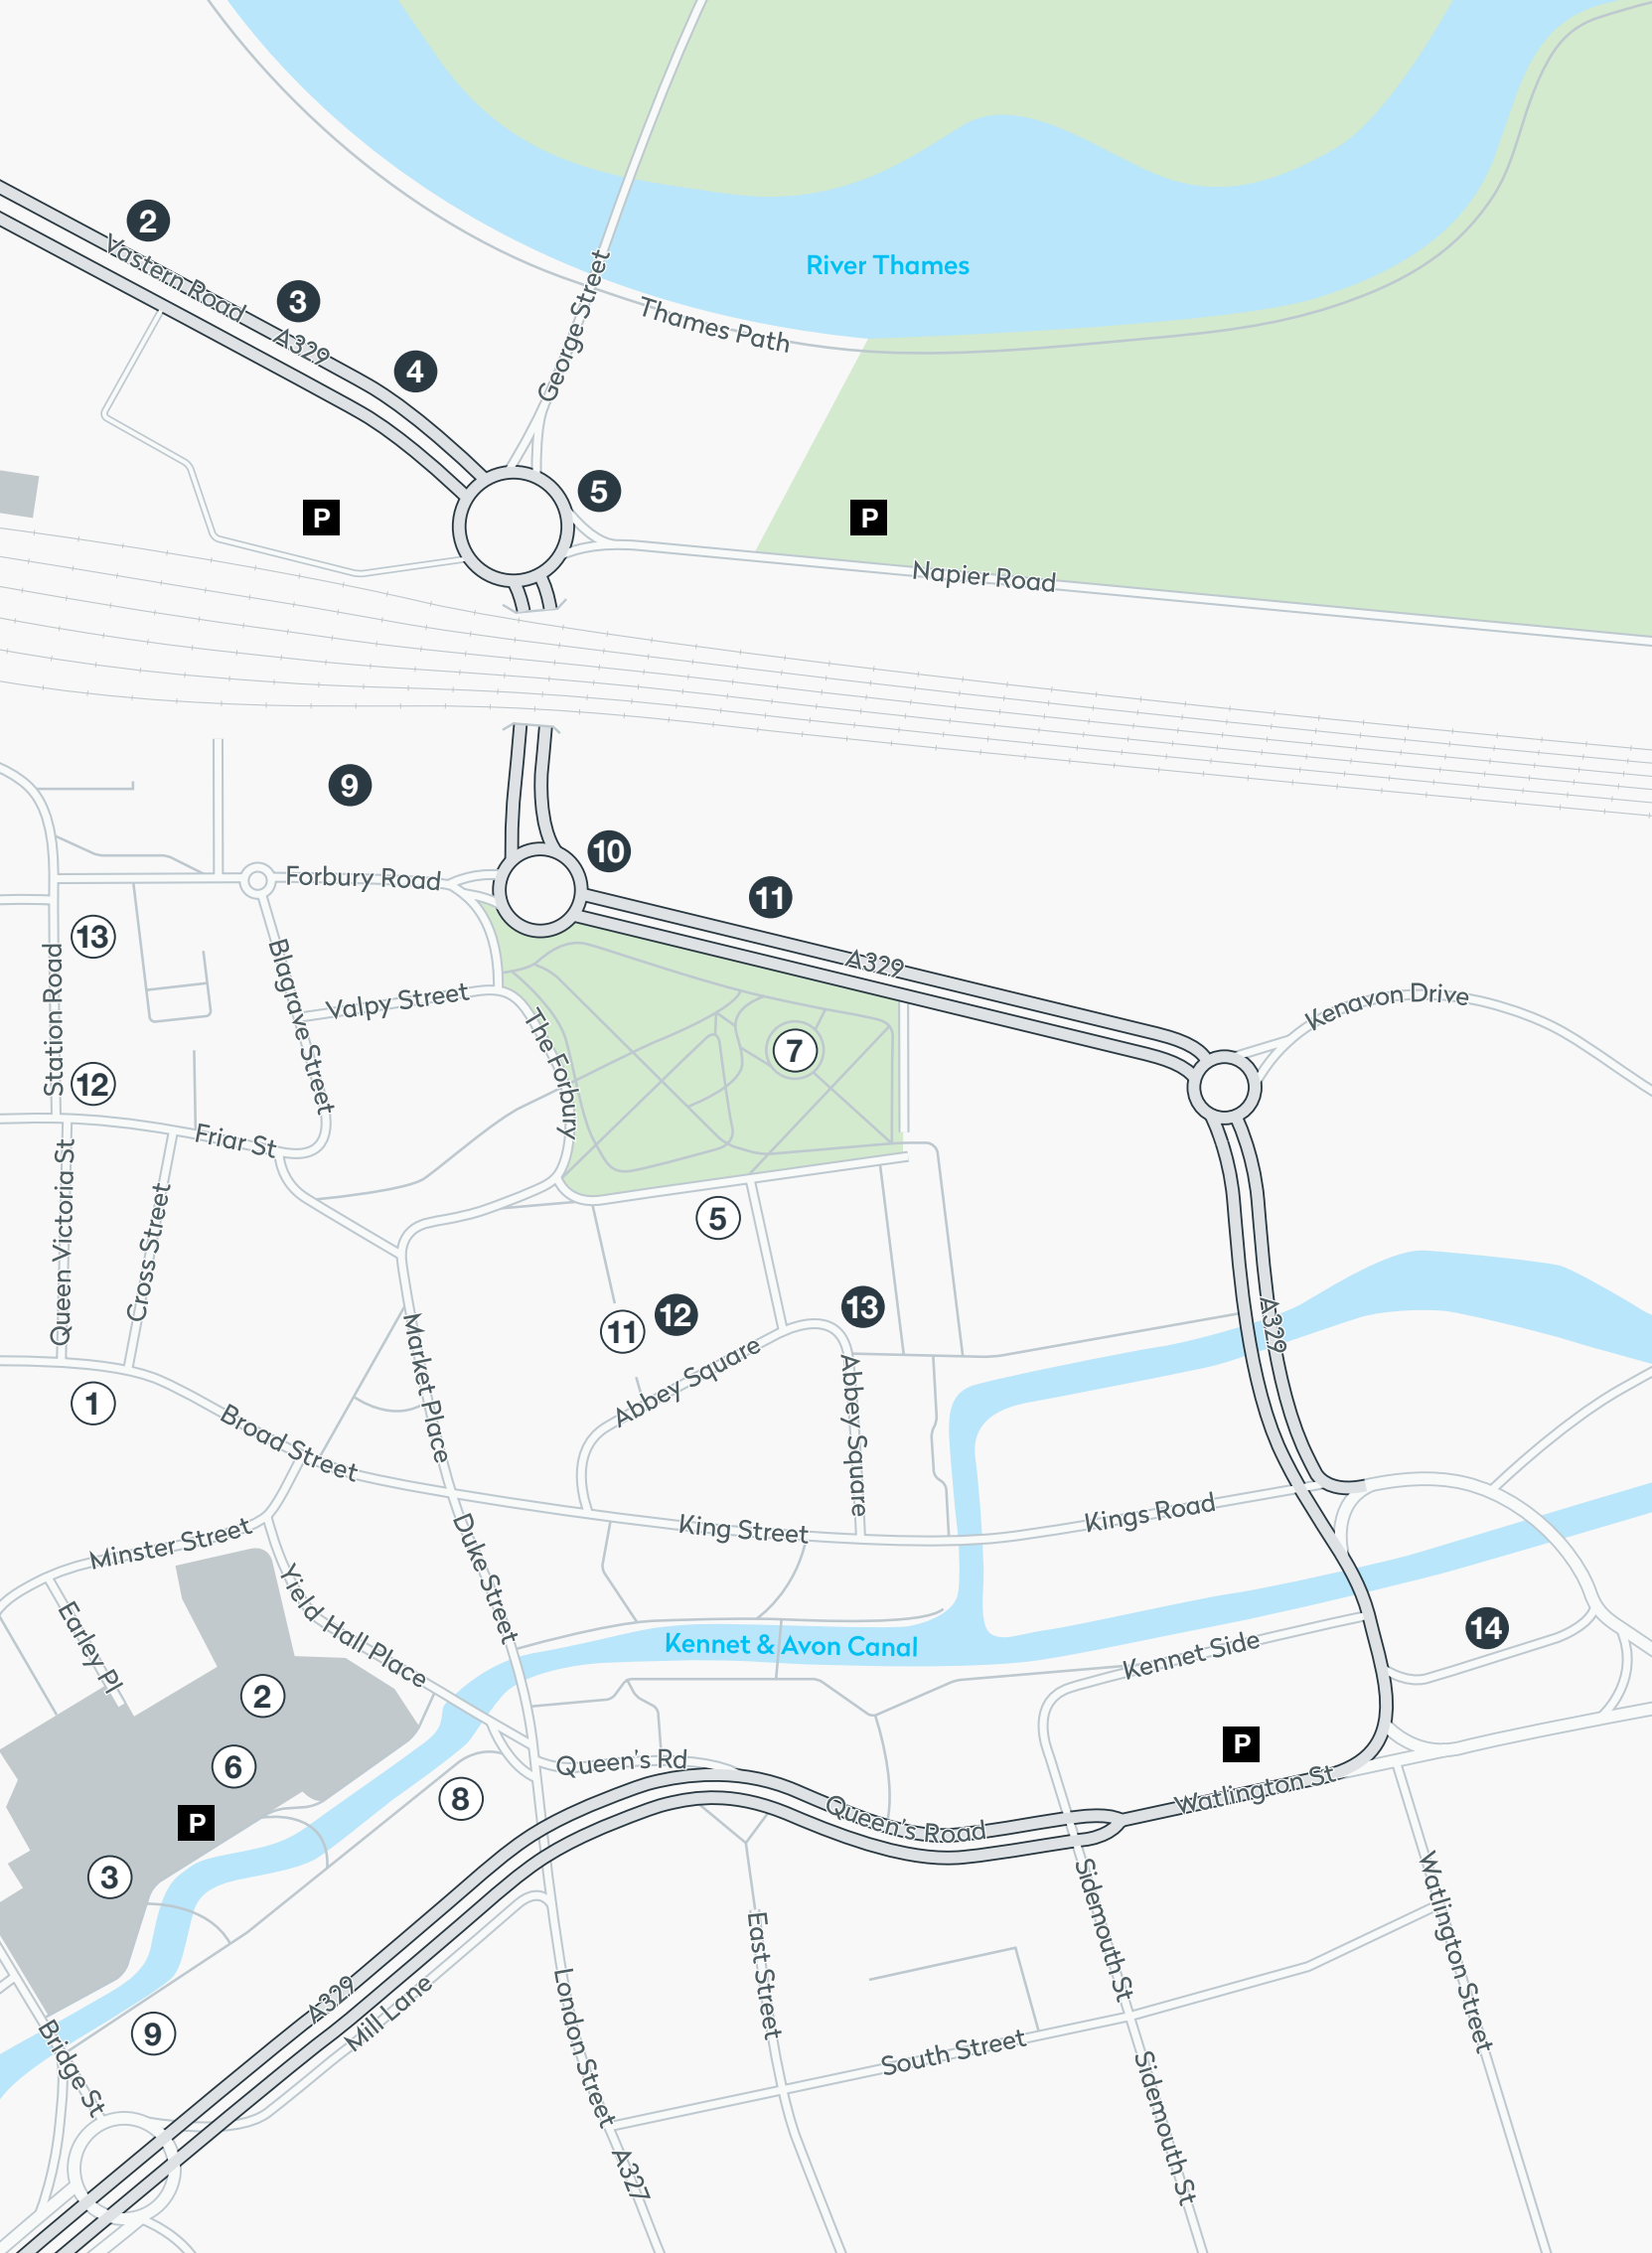 2
River Thames
Vastern Road
3
George Street
Thames Path
A329
4
5
P
P
Napier Road
9
10
Forbury Road
11
13
A329
Station Road
Blagrave Street
Valpy Street
Kenavon Drive
The Forbury
7
12
Friar St
Queen Victoria St
Cross Street
5
12
13
11
A329
Market Place
Abbey Square
Abbey Square
1
Broad Street
King Street
Kings Road
Minster Street
Duke Street
Yield Hall Place
Earley Pl
Kennet & Avon Canal
Kennet Side
14
2
P
6
Queen's Rd
8
Watlington St
P
Queen's Road
3
Sidemouth St
Watlington Street
East Street
A329
Mill Lane
London Street
9
Bridge St
South Street
Sidemouth St
A327